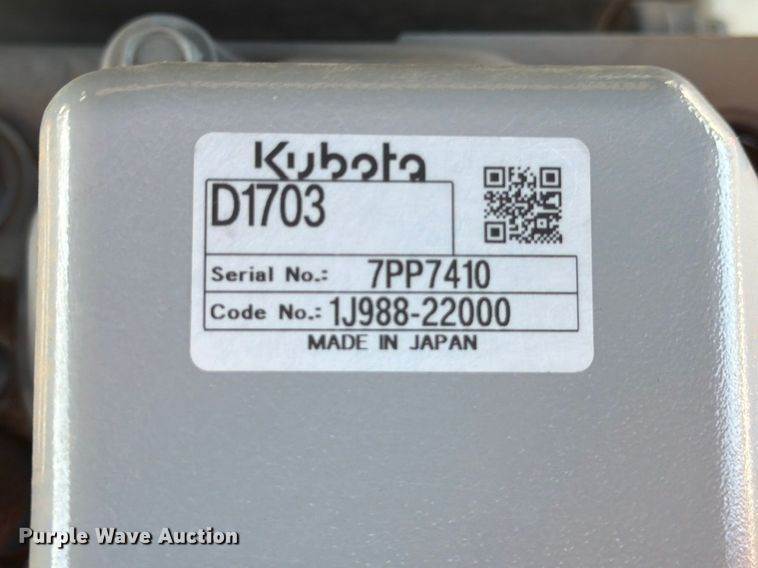 Kubota
D1703
Serial No.: 7PP7410
Code No.: 1J988-22000
MADE IN JAPAN
Purple Wave Auction